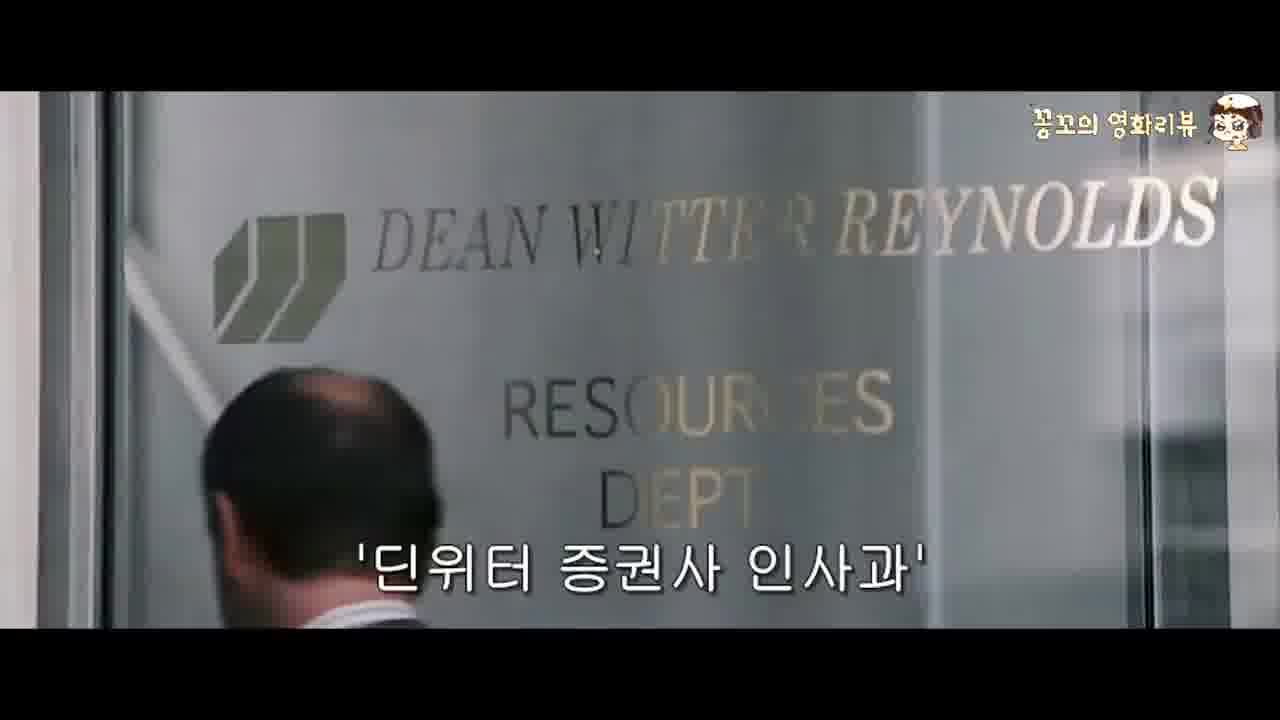 꼼꼬의 영화리뷰
DEAN WITTER REYNOLDS
RESOURCES
DEPT
'딘위터 증권사 인사과'